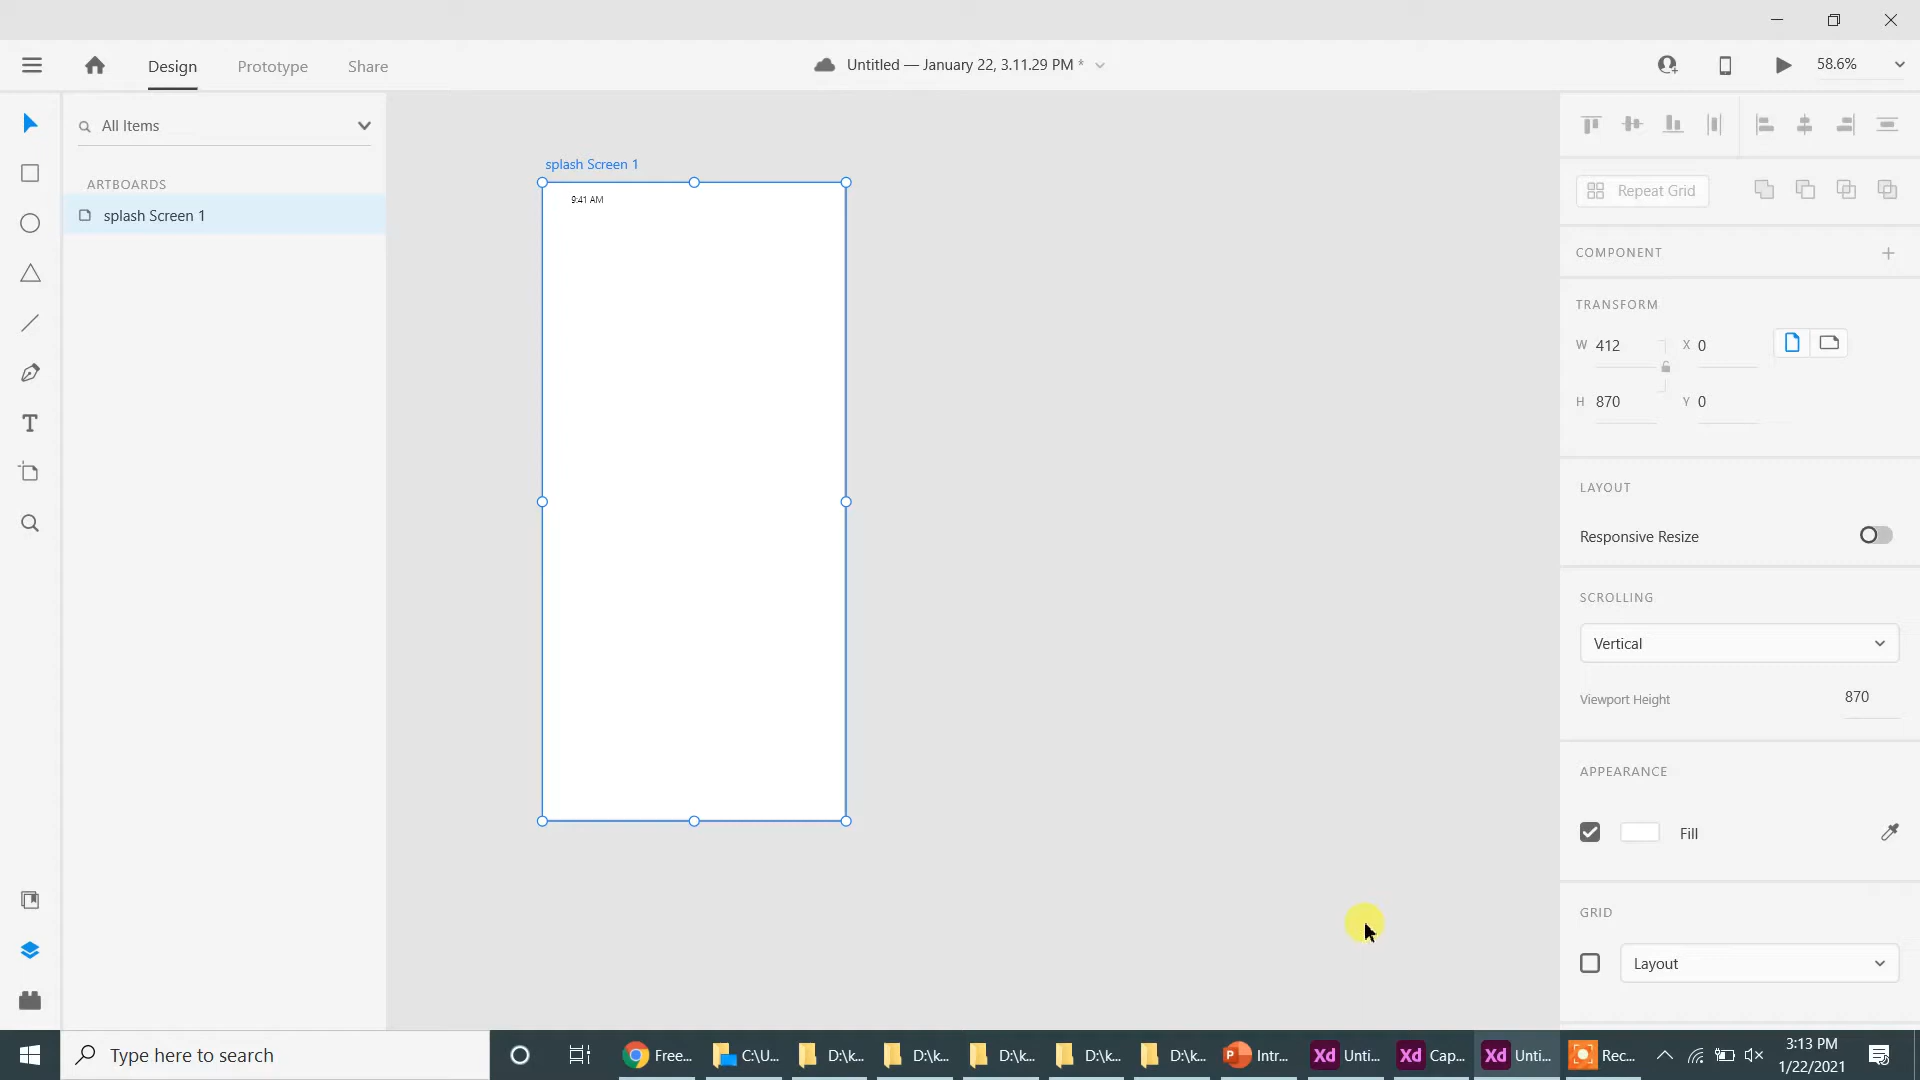 Design
Prototype
Share
Untitled — January 22, 3.11.29 PM *
58.6%
All Items
ARTBOARDS
splash Screen 1
splash Screen 1
9:41 AM
Repeat Grid
COMPONENT
TRANSFORM
W 412
X 0
H 870
Y 0
LAYOUT
Responsive Resize
SCROLLING
Vertical
Viewport Height
870
APPEARANCE
Fill
GRID
Layout
T
Type here to search
Free...
C:\U...
D:\k...
D:\k...
D:\k...
D:\k...
D:\k...
P
Intr...
Xd
Unti...
Xd
Cap...
Xd
Unti...
Rec...
3:13 PM
1/22/2021